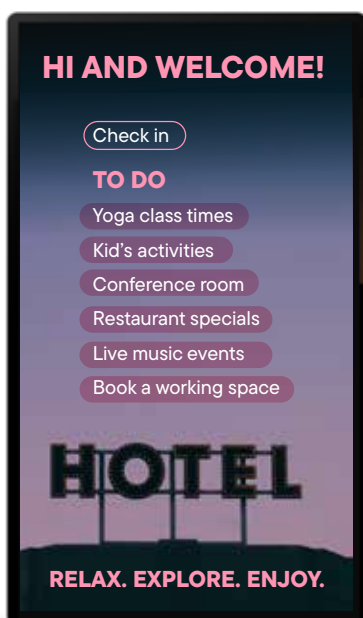 HI AND WELCOME!
Check in
TO DO
Yoga class times
Kid's activities
Conference room
Restaurant specials
Live music events
Book a working space
HOTEL
RELAX. EXPLORE. ENJOY.